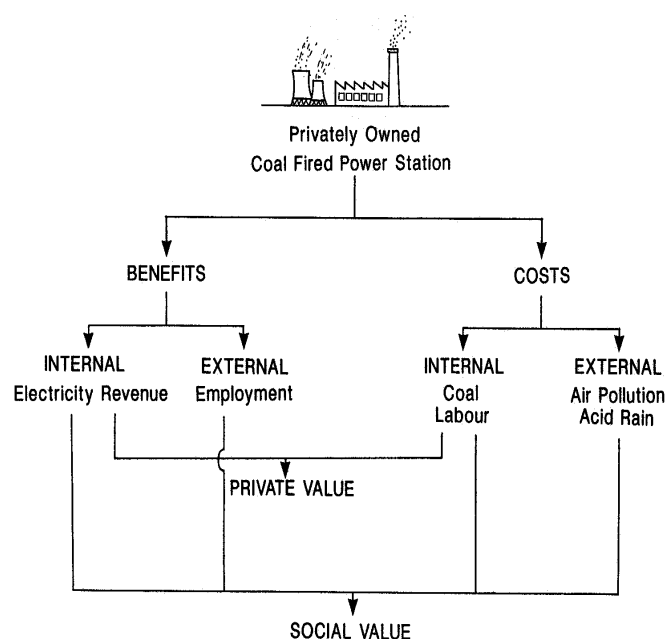 Privately Owned
Coal Fired Power Station
BENEFITS
COSTS
INTERNAL
Electricity Revenue
EXTERNAL
Employment
INTERNAL
Coal
Labour
EXTERNAL
Air Pollution
Acid Rain
PRIVATE VALUE
SOCIAL VALUE